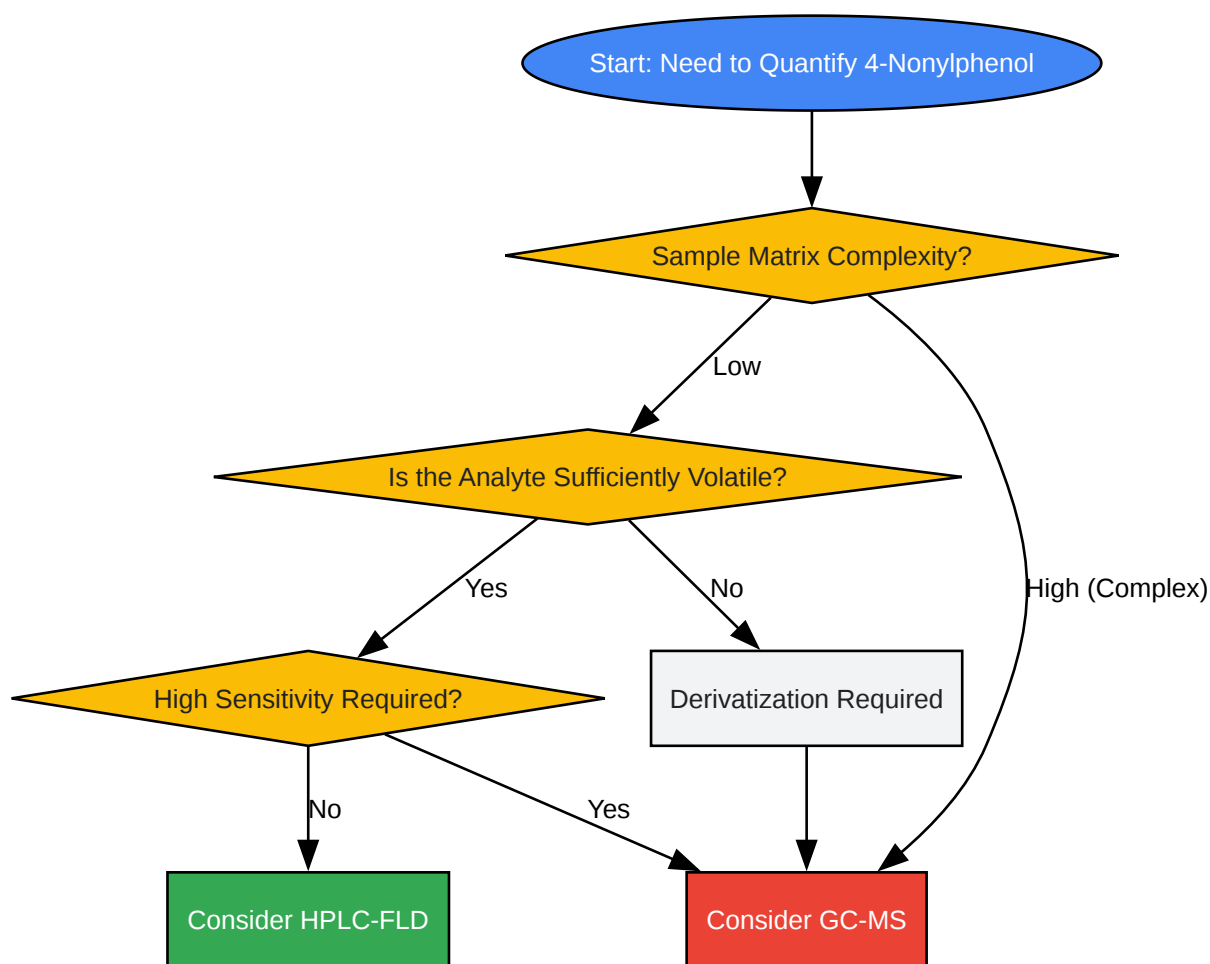 Start: Need to Quantify 4-Nonylphenol
Sample Matrix Complexity?
Low
Is the Analyte Sufficiently Volatile?
Yes
No
High (Complex)
High Sensitivity Required?
Derivatization Required
No
Yes
Consider HPLC-FLD
Consider GC-MS